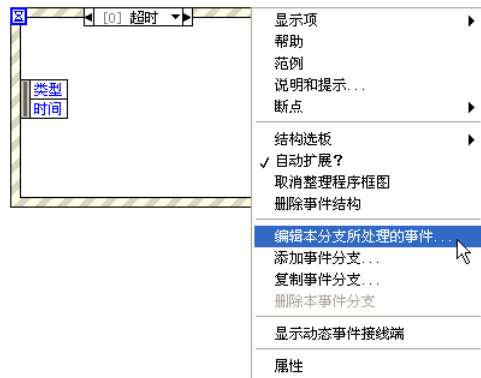 [0] 超时
类型
时间
显示项
帮助
范例
说明和提示...
断点
结构选板
✓ 自动扩展?
取消整理程序框图
删除事件结构
编辑本分支所处理的事件...
添加事件分支...
复制事件分支...
删除本事件分支
显示动态事件接线端
属性